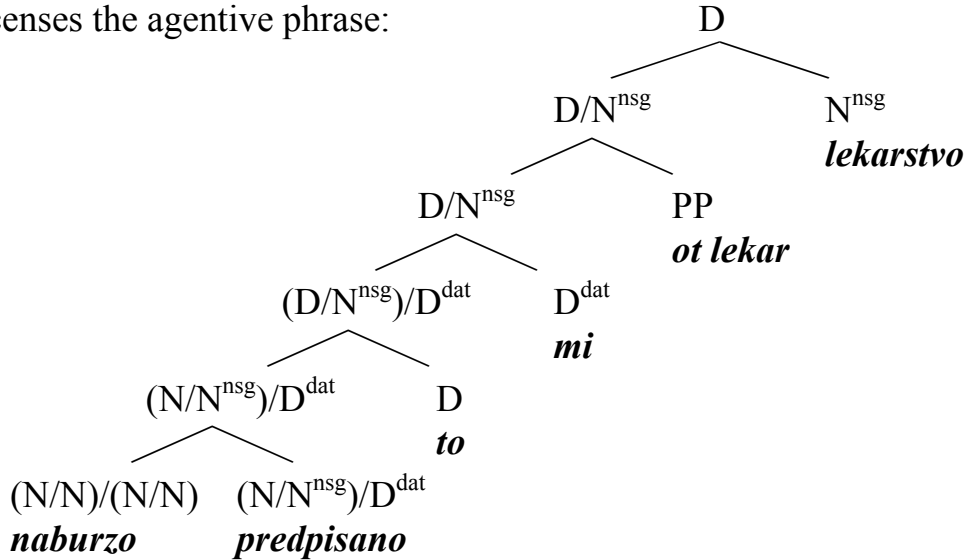 enses the agentive phrase:
D
D/N^nsg N^nsg
lekarstvo
D/N^nsg PP
ot lekar
(D/N^nsg)/D^dat D^dat
mi
(N/N^nsg)/D^dat D
to
(N/N)/(N/N) (N/N^nsg)/D^dat
naburzo predpisano